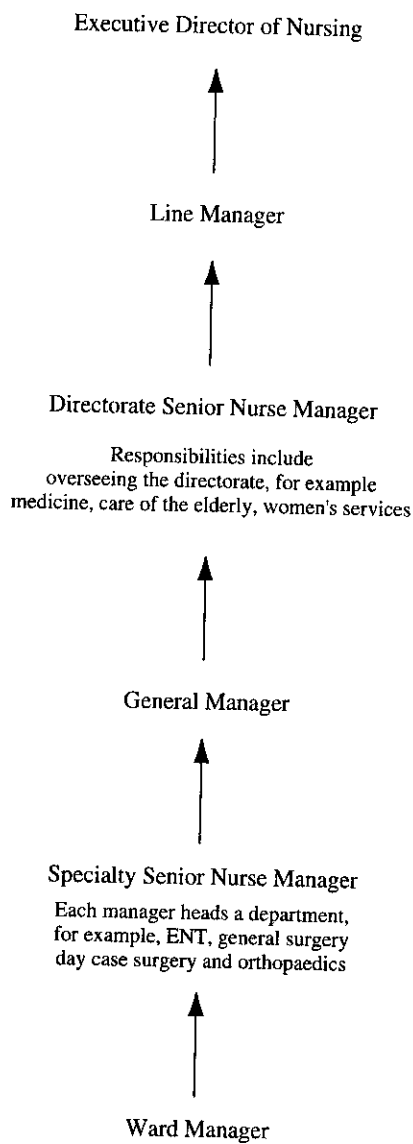 Executive Director of Nursing
Line Manager
Directorate Senior Nurse Manager
Responsibilities include
overseeing the directorate, for example
medicine, care of the elderly, women's services
General Manager
Specialty Senior Nurse Manager
Each manager heads a department,
for example, ENT, general surgery
day case surgery and orthopaedics
Ward Manager